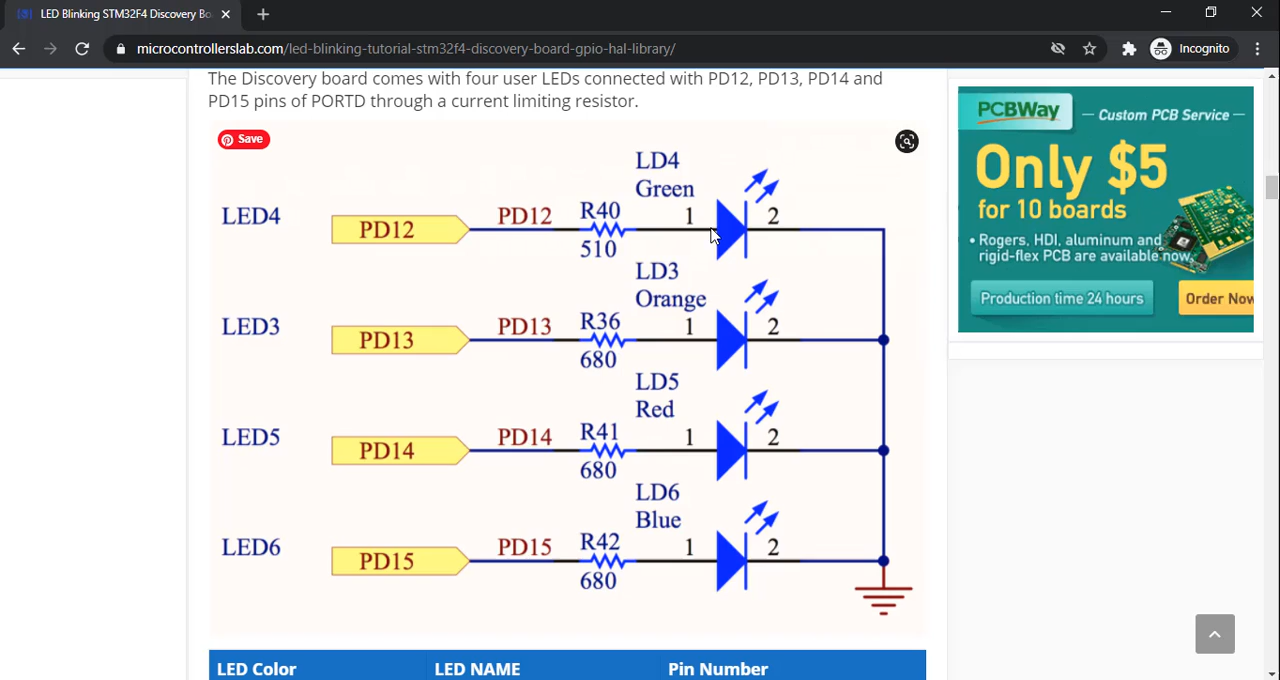 LED Blinking STM32F4 Discovery Bo
microcontrollerslab.com/led-blinking-tutorial-stm32f4-discovery-board-gpio-hal-library/
Incognito
The Discovery board comes with four user LEDs connected with PD12, PD13, PD14 and
PD15 pins of PORTD through a current limiting resistor.
Save
LD4
Green
LED4 PD12 PD12 R40 1 2
510
LD3
Orange
LED3 PD13 PD13 R36 1 2
680
LD5
Red
LED5 PD14 PD14 R41 1 2
680
LD6
Blue
LED6 PD15 PD15 R42 1 2
680
LED Color LED NAME Pin Number
PCBWay — Custom PCB Service —
Only $5
for 10 boards
• Rogers, HDI, aluminum and
rigid-flex PCB are available now.
Production time 24 hours Order Now